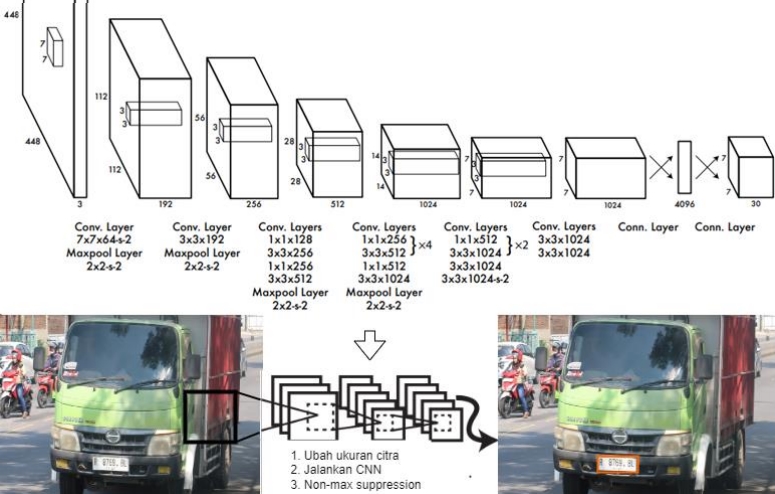 448
7
7
448
3
112
3
3
112
192
56
3
3
56
256
28
3
3
28
512
14
3
3
14
1024
7
3
3
7
1024
7
7
1024
4096
7
7
30
Conv. Layer
7x7x64-s-2
Maxpool Layer
2x2-s-2
Conv. Layer
3x3x192
Maxpool Layer
2x2-s-2
Conv. Layers
1x1x128
3x3x256
1x1x256
3x3x512
Maxpool Layer
2x2-s-2
Conv. Layers
1x1x256
3x3x512
}×4
1x1x512
3x3x1024
Maxpool Layer
2x2-s-2
Conv. Layers
1x1x512
3x3x1024
}×2
3x3x1024
3x3x1024-s-2
Conv. Layers
3x3x1024
3x3x1024
Conn. Layer
Conn. Layer
1. Ubah ukuran citra
2. Jalankan CNN
3. Non-max suppression